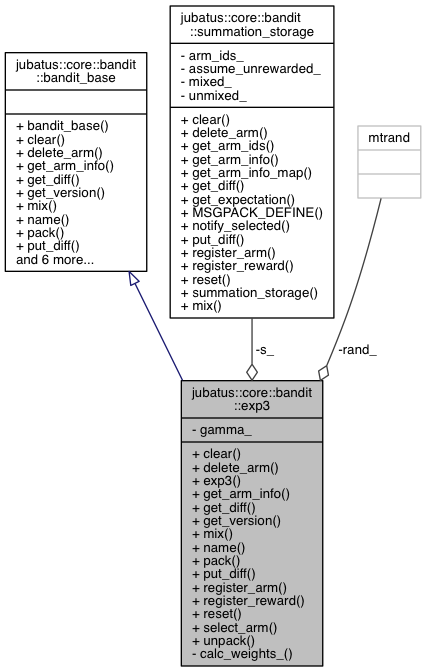 jubatus::core::bandit
::summation_storage
- arm_ids_
- assume_unrewarded_
- mixed_
- unmixed_
+ clear()
+ delete_arm()
+ get_arm_ids()
+ get_arm_info()
+ get_arm_info_map()
+ get_diff()
+ get_expectation()
+ MSGPACK_DEFINE()
+ notify_selected()
+ put_diff()
+ register_arm()
+ register_reward()
+ reset()
+ summation_storage()
+ mix()
jubatus::core::bandit
::bandit_base
+ bandit_base()
+ clear()
+ delete_arm()
+ get_arm_info()
+ get_diff()
+ get_version()
+ mix()
+ name()
+ pack()
+ put_diff()
and 6 more...
mtrand
-s_
-rand_
jubatus::core::bandit
::exp3
- gamma_
+ clear()
+ delete_arm()
+ exp3()
+ get_arm_info()
+ get_diff()
+ get_version()
+ mix()
+ name()
+ pack()
+ put_diff()
+ register_arm()
+ register_reward()
+ reset()
+ select_arm()
+ unpack()
- calc_weights_()